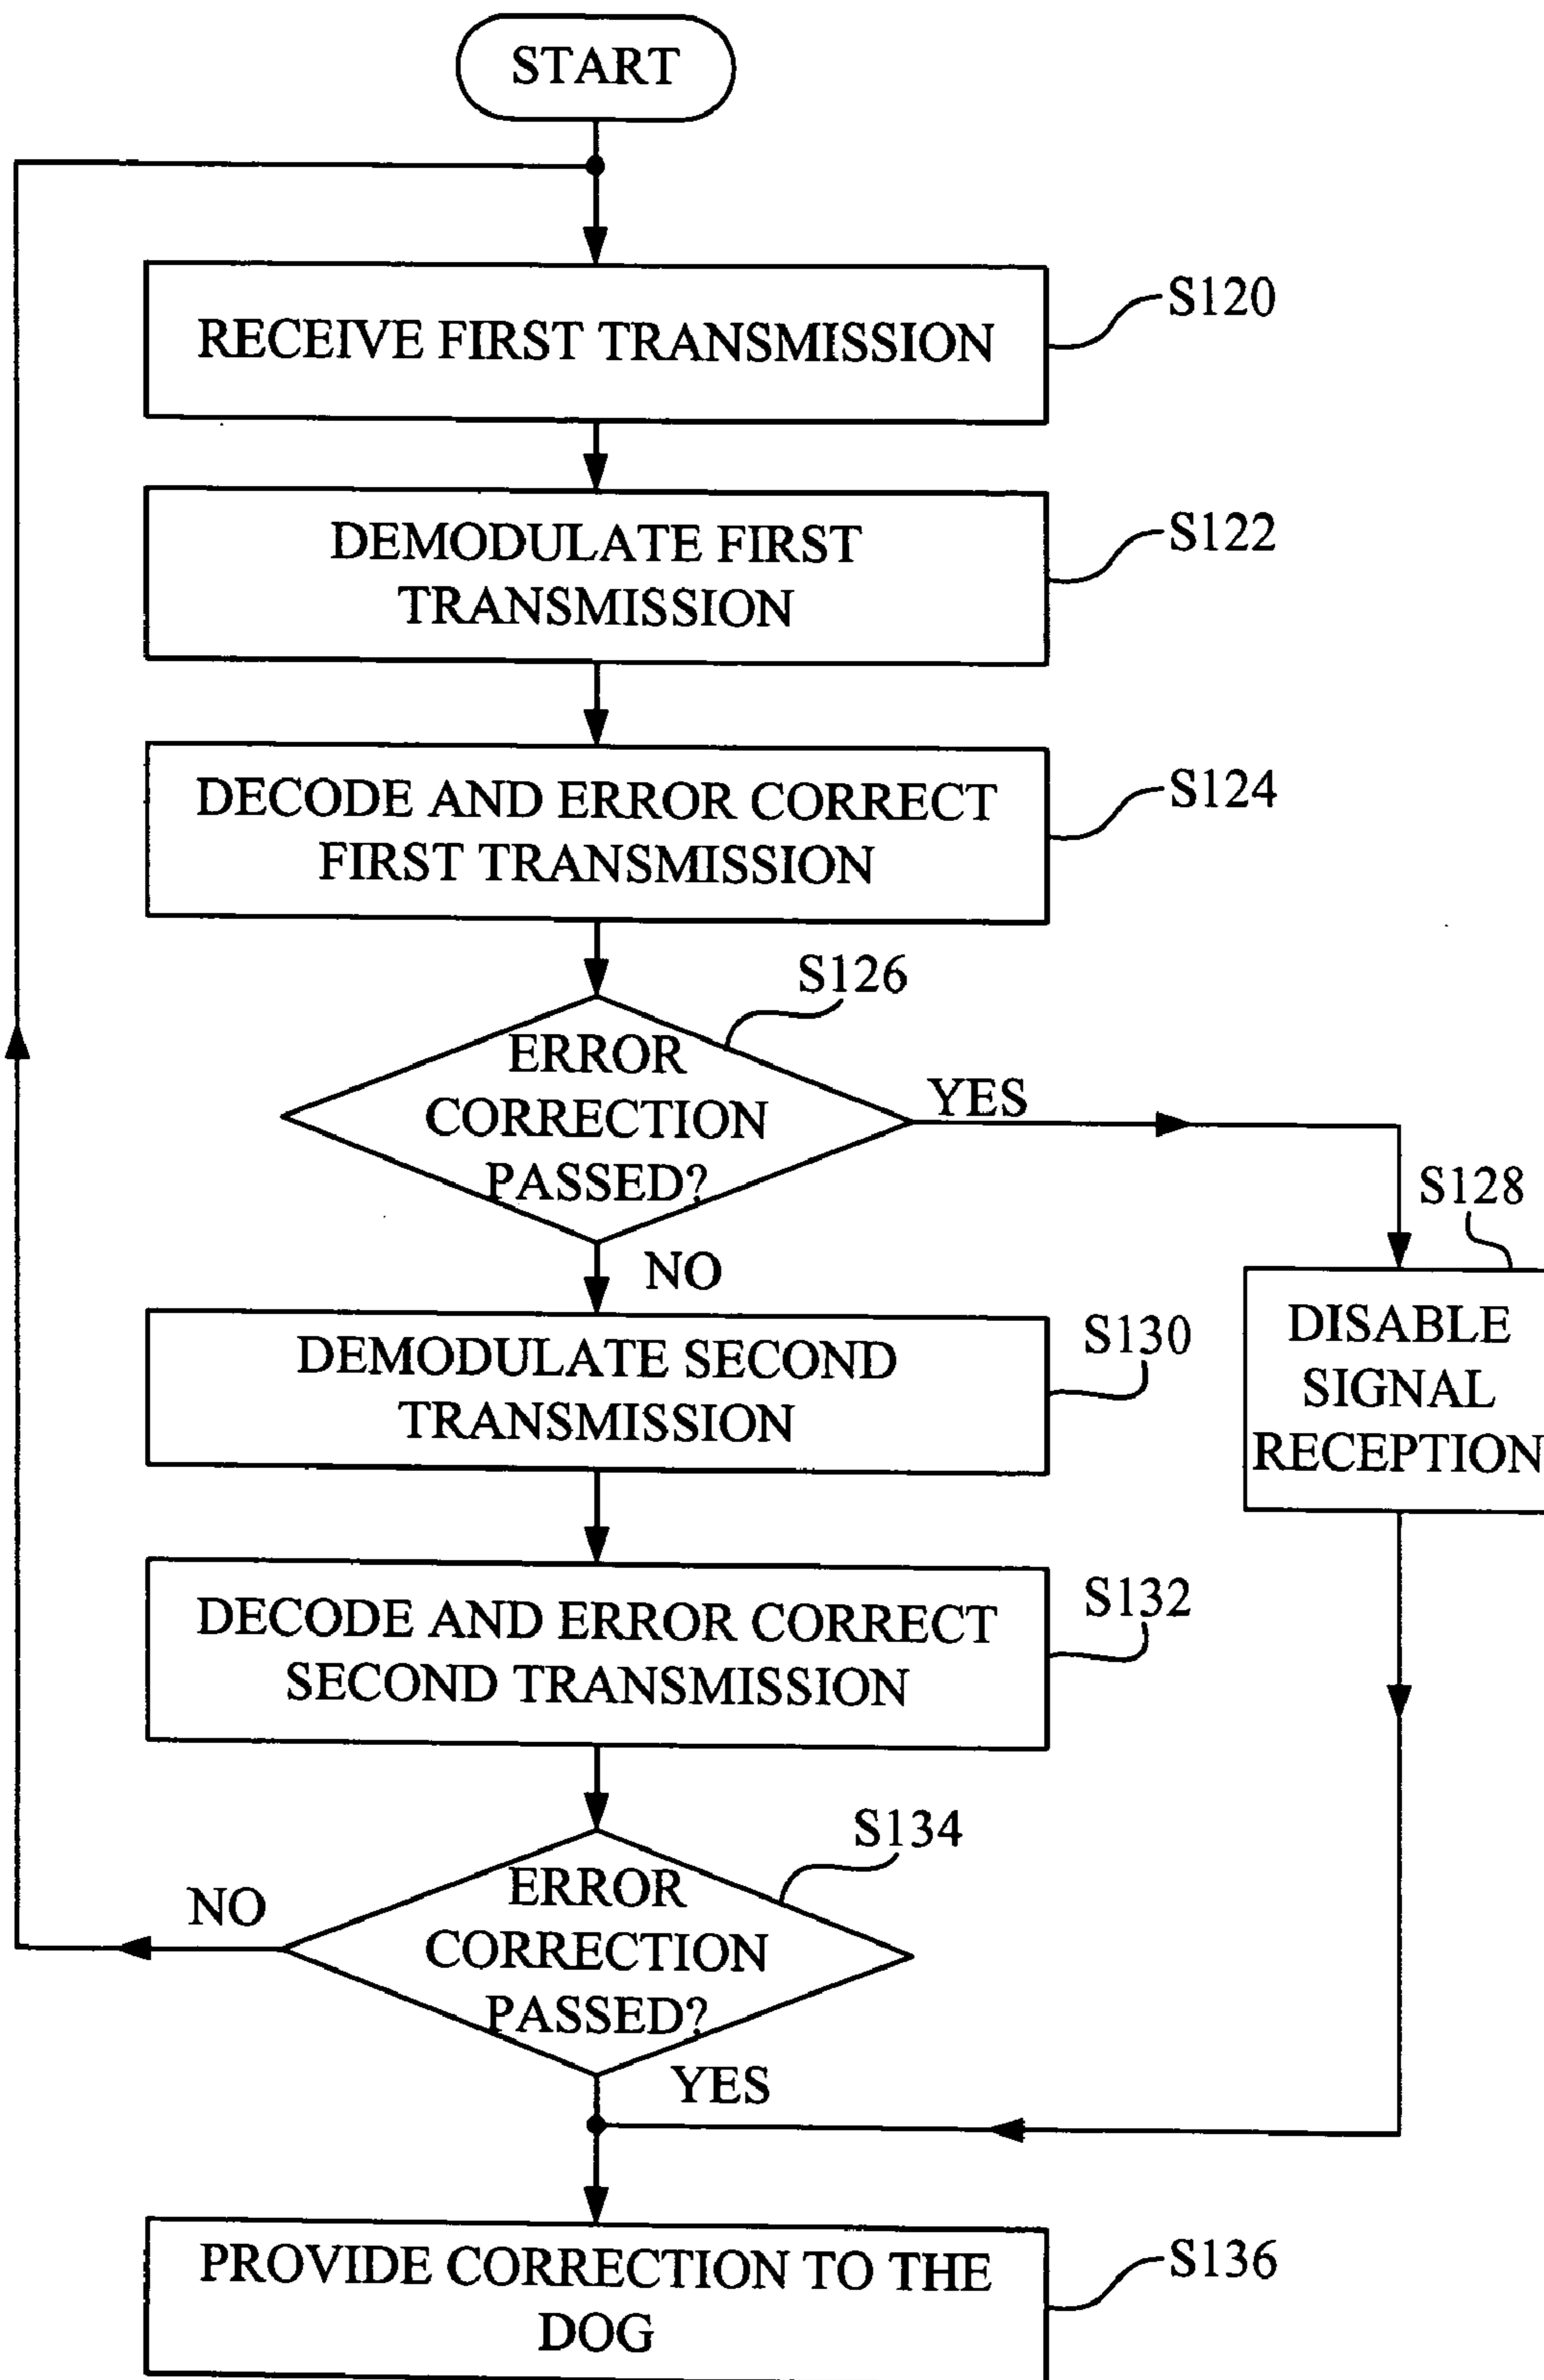 START
RECEIVE FIRST TRANSMISSION
S120
DEMODULATE FIRST
TRANSMISSION
S122
DECODE AND ERROR CORRECT
FIRST TRANSMISSION
S124
S126
ERROR
CORRECTION
PASSED?
YES
NO
S128
DISABLE
SIGNAL
RECEPTION
DEMODULATE SECOND
TRANSMISSION
S130
DECODE AND ERROR CORRECT
SECOND TRANSMISSION
S132
S134
ERROR
CORRECTION
PASSED?
NO
YES
PROVIDE CORRECTION TO THE
DOG
S136